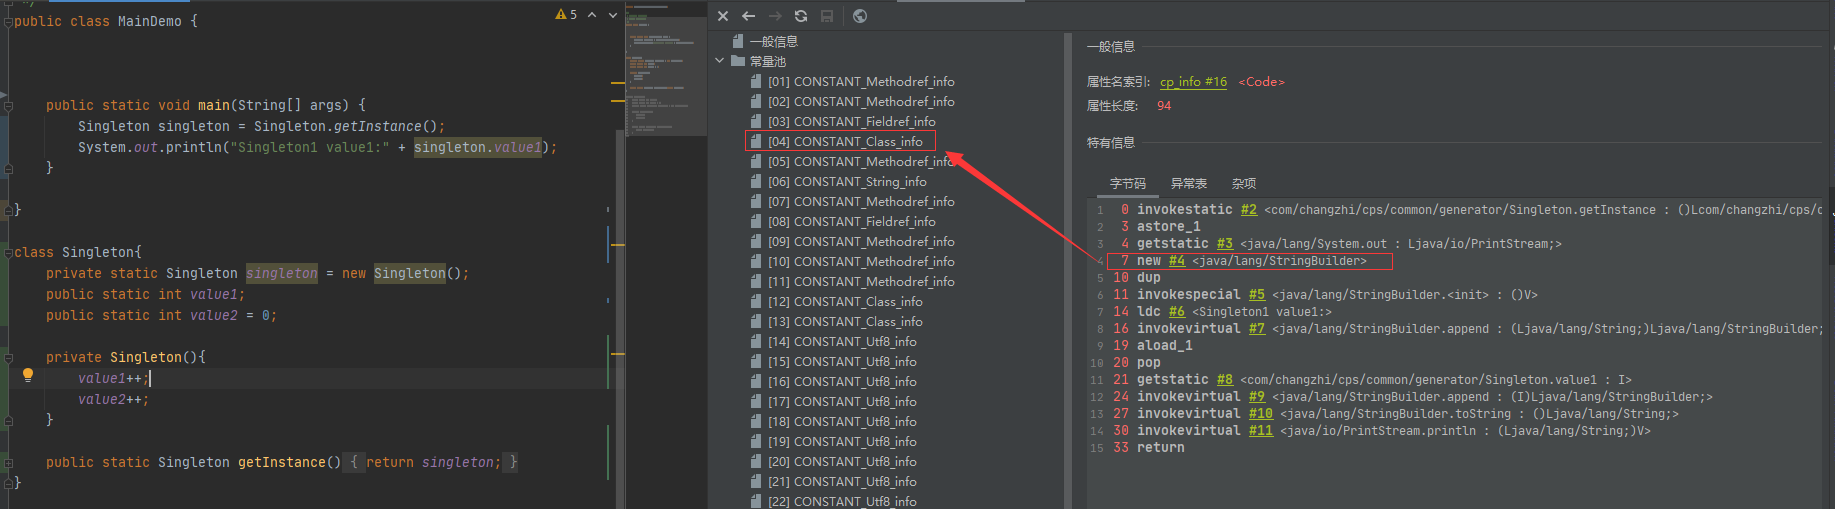 */
public class MainDemo {
5
public static void main(String[] args) {
Singleton singleton = Singleton.getInstance();
System.out.println("Singleton1 value1:" + singleton.value1);
}
}
class Singleton{
private static Singleton singleton = new Singleton();
public static int value1;
public static int value2 = 0;
private Singleton(){
value1++;
value2++;
}
public static Singleton getInstance() { return singleton; }
}
一般信息
常量池
[01] CONSTANT_Methodref_info
[02] CONSTANT_Methodref_info
[03] CONSTANT_Fieldref_info
[04] CONSTANT_Class_info
[05] CONSTANT_Methodref_info
[06] CONSTANT_String_info
[07] CONSTANT_Methodref_info
[08] CONSTANT_Fieldref_info
[09] CONSTANT_Methodref_info
[10] CONSTANT_Methodref_info
[11] CONSTANT_Methodref_info
[12] CONSTANT_Class_info
[13] CONSTANT_Class_info
[14] CONSTANT_Utf8_info
[15] CONSTANT_Utf8_info
[16] CONSTANT_Utf8_info
[17] CONSTANT_Utf8_info
[18] CONSTANT_Utf8_info
[19] CONSTANT_Utf8_info
[20] CONSTANT_Utf8_info
[21] CONSTANT_Utf8_info
[22] CONSTANT_Utf8_info
一般信息
属性名索引: cp_info #16 <Code>
属性长度: 94
特有信息
字节码 异常表 杂项
1 0 invokestatic #2 <com/changzhi/cps/common/generator/Singleton.getInstance : ()Lcom/changzhi/cps/c
2 3 astore_1
3 4 getstatic #3 <java/lang/System.out : Ljava/io/PrintStream;>
4 7 new #4 <java/lang/StringBuilder>
5 10 dup
6 11 invokespecial #5 <java/lang/StringBuilder.<init> : ()V>
7 14 ldc #6 <Singleton1 value1:>
8 16 invokevirtual #7 <java/lang/StringBuilder.append : (Ljava/lang/String;)Ljava/lang/StringBuilder;
9 19 aload_1
10 20 pop
11 21 getstatic #8 <com/changzhi/cps/common/generator/Singleton.value1 : I>
12 24 invokevirtual #9 <java/lang/StringBuilder.append : (I)Ljava/lang/StringBuilder;>
13 27 invokevirtual #10 <java/lang/StringBuilder.toString : ()Ljava/lang/String;>
14 30 invokevirtual #11 <java/io/PrintStream.println : (Ljava/lang/String;)V>
15 33 return